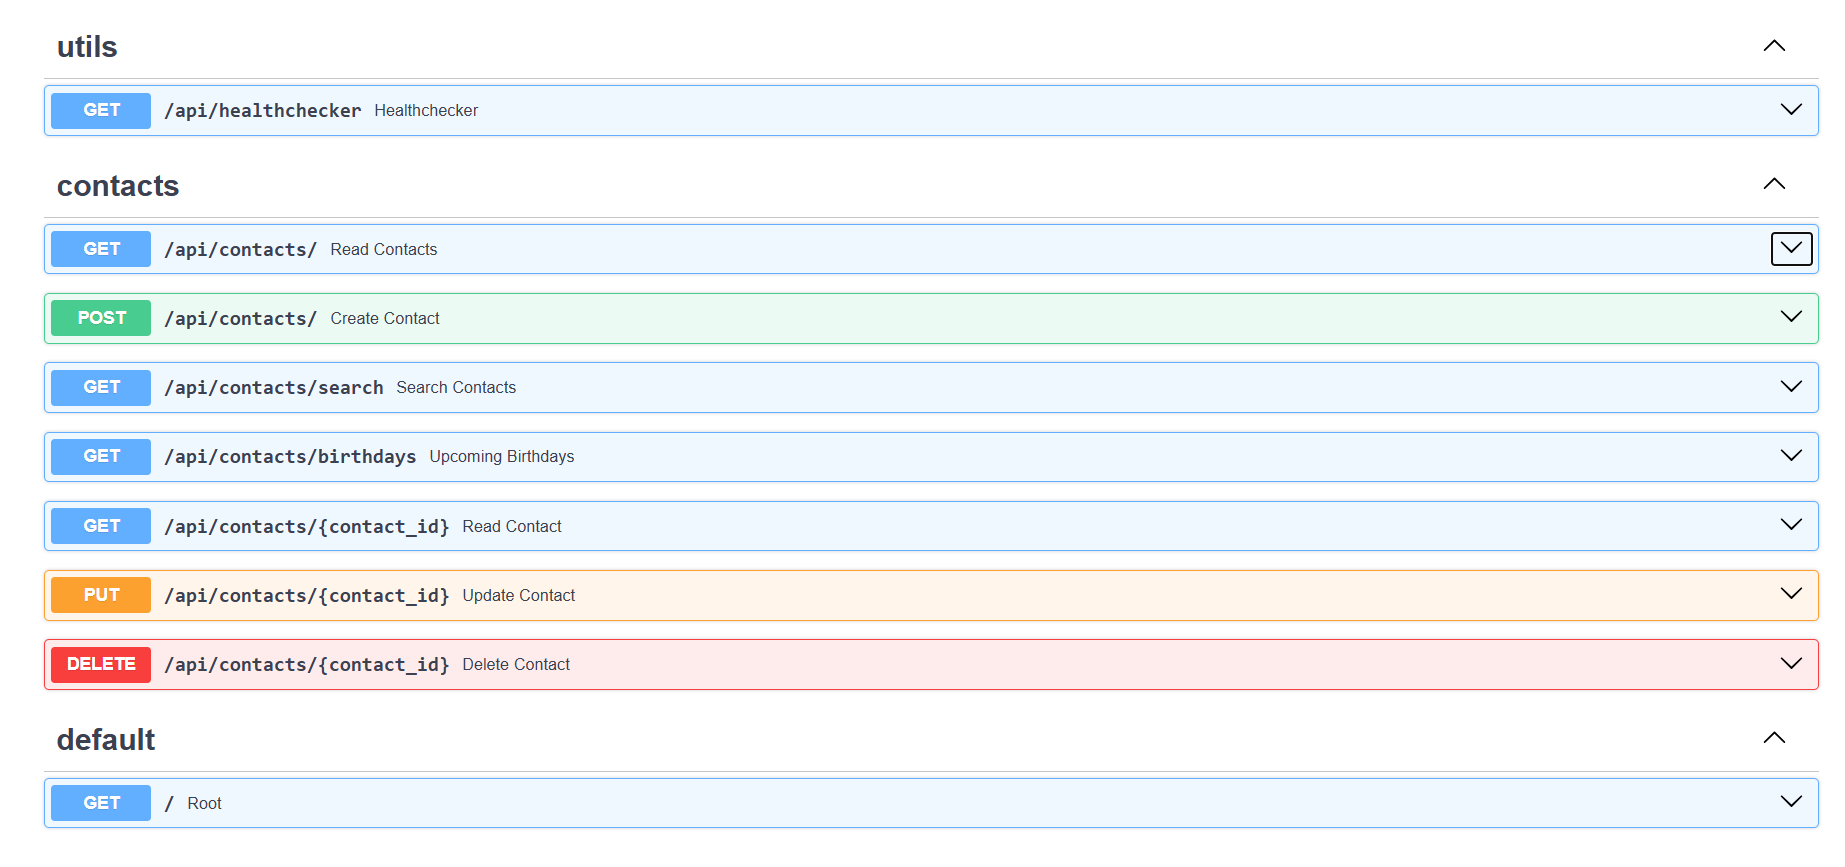 utils
GET /api/healthchecker Healthchecker
contacts
GET /api/contacts/ Read Contacts
POST /api/contacts/ Create Contact
GET /api/contacts/search Search Contacts
GET /api/contacts/birthdays Upcoming Birthdays
GET /api/contacts/{contact_id} Read Contact
PUT /api/contacts/{contact_id} Update Contact
DELETE /api/contacts/{contact_id} Delete Contact
default
GET / Root